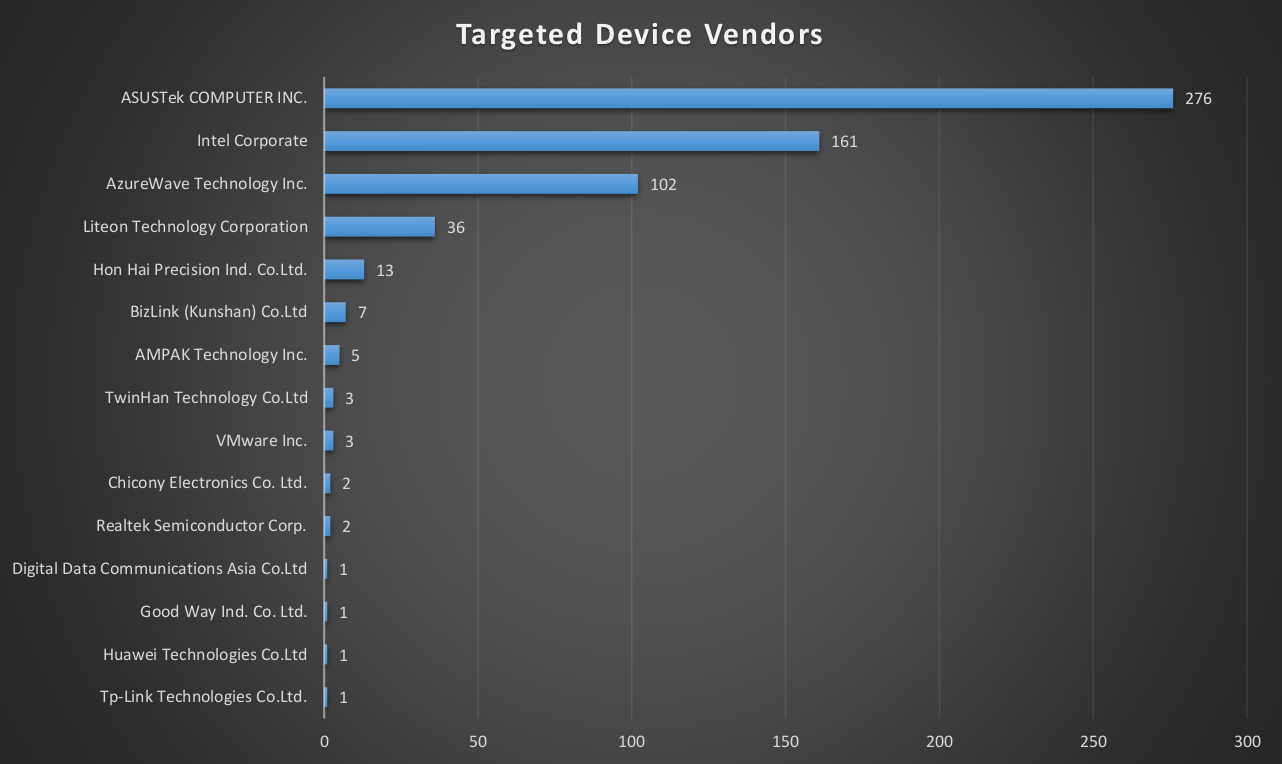 Targeted Device Vendors
ASUSTek COMPUTER INC. 276
Intel Corporate 161
AzureWave Technology Inc. 102
Liteon Technology Corporation 36
Hon Hai Precision Ind. Co.Ltd. 13
BizLink (Kunshan) Co.Ltd 7
AMPAK Technology Inc. 5
TwinHan Technology Co.Ltd 3
VMware Inc. 3
Chicony Electronics Co. Ltd. 2
Realtek Semiconductor Corp. 2
Digital Data Communications Asia Co.Ltd 1
Good Way Ind. Co. Ltd. 1
Huawei Technologies Co.Ltd 1
Tp-Link Technologies Co.Ltd. 1
0 50 100 150 200 250 300